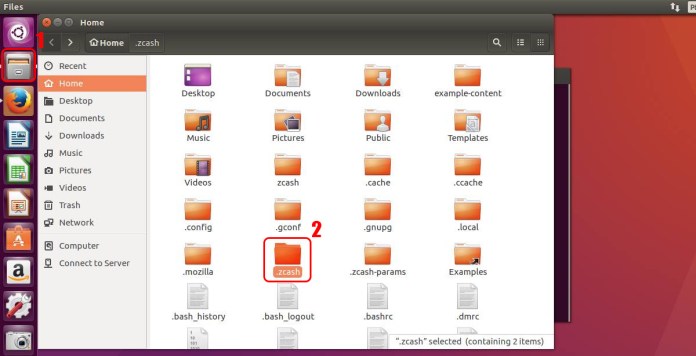 Files
Home
1
Home .zcash
Recent
Home
Desktop
Documents
Downloads
Music
Pictures
Videos
Trash
Network
Computer
Connect to Server
Desktop Documents Downloads example-content
Music Pictures Public Templates
Videos zcash .cache .ccache
.config .gconf .gnupg .local
2
.mozilla .zcash .zcash-params Examples
.bash_history .bash_logout .bashrc .dmrc
".zcash" selected (containing 2 items)